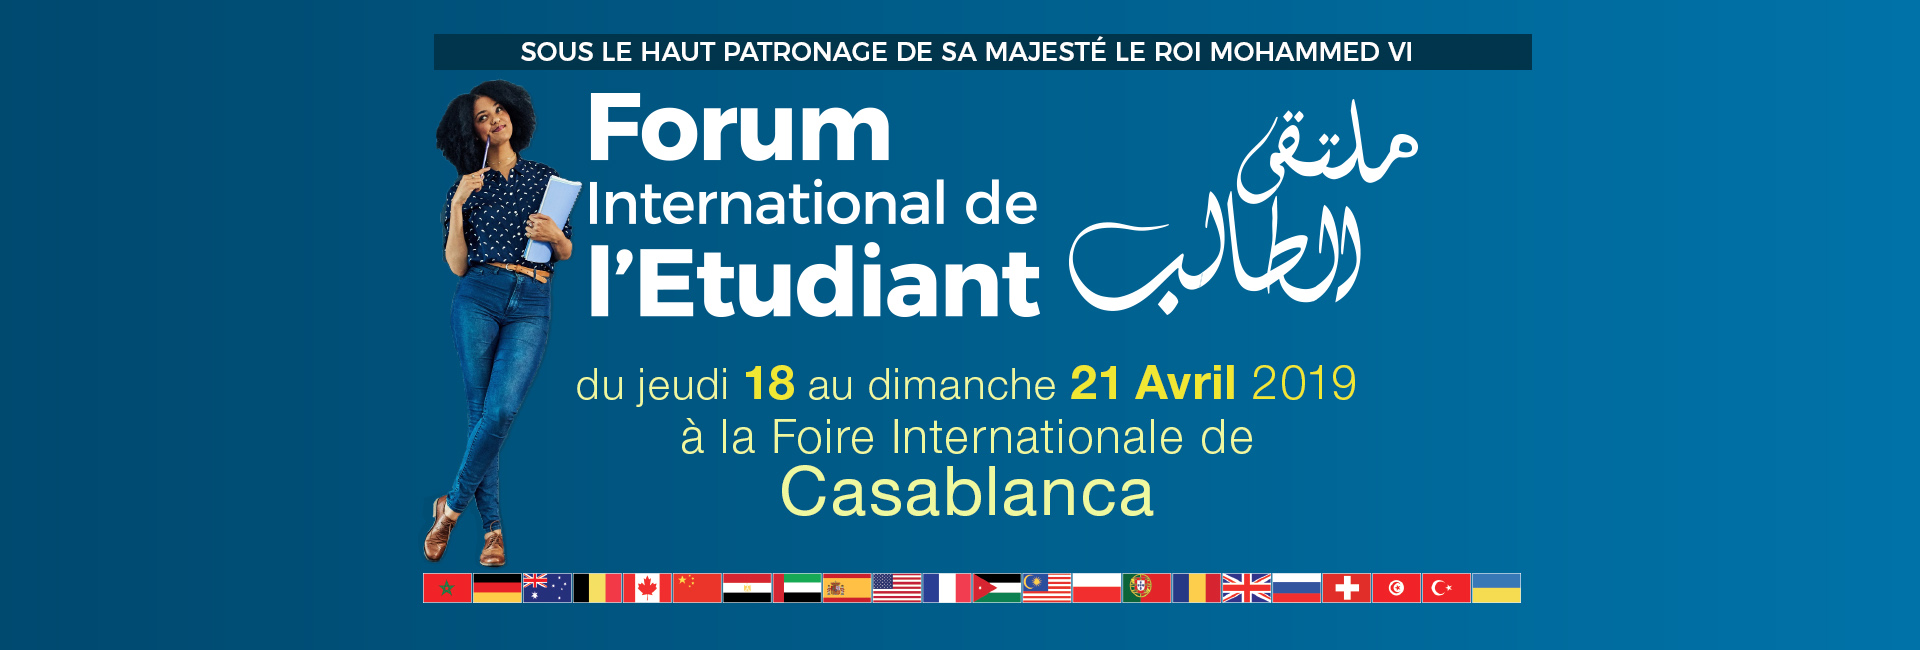 SOUS LE HAUT PATRONAGE DE SA MAJESTÉ LE ROI MOHAMMED VI
Forum
International de
l'Etudiant
ملتقى
الطالب
du jeudi 18 au dimanche 21 Avril 2019
à la Foire Internationale de
Casablanca